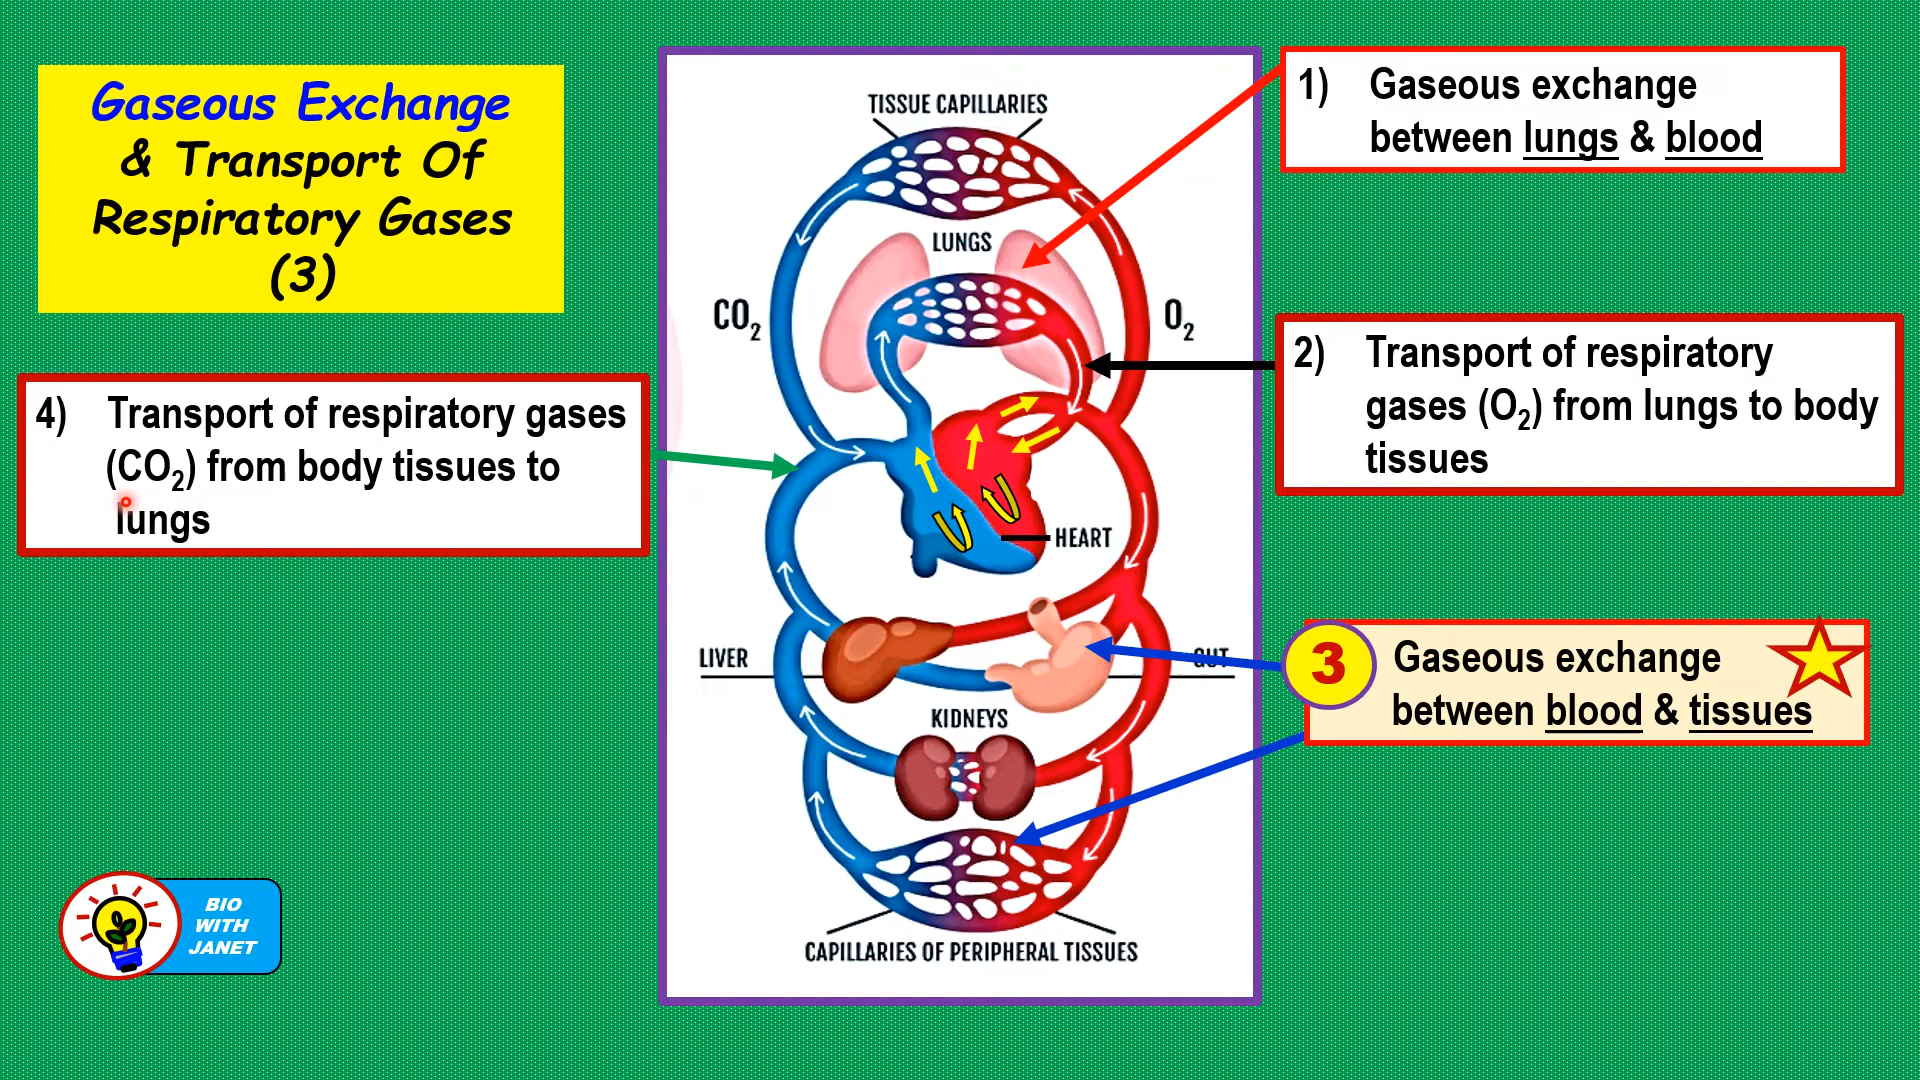 Gaseous Exchange
& Transport Of
Respiratory Gases
(3)
4) Transport of respiratory gases
(CO₂) from body tissues to
lungs
TISSUE CAPILLARIES
LUNGS
CO₂
O₂
HEART
LIVER
GUT
KIDNEYS
CAPILLARIES OF PERIPHERAL TISSUES
1) Gaseous exchange
between lungs & blood
2) Transport of respiratory
gases (O₂) from lungs to body
tissues
3 Gaseous exchange
between blood & tissues
BIO
WITH
JANET